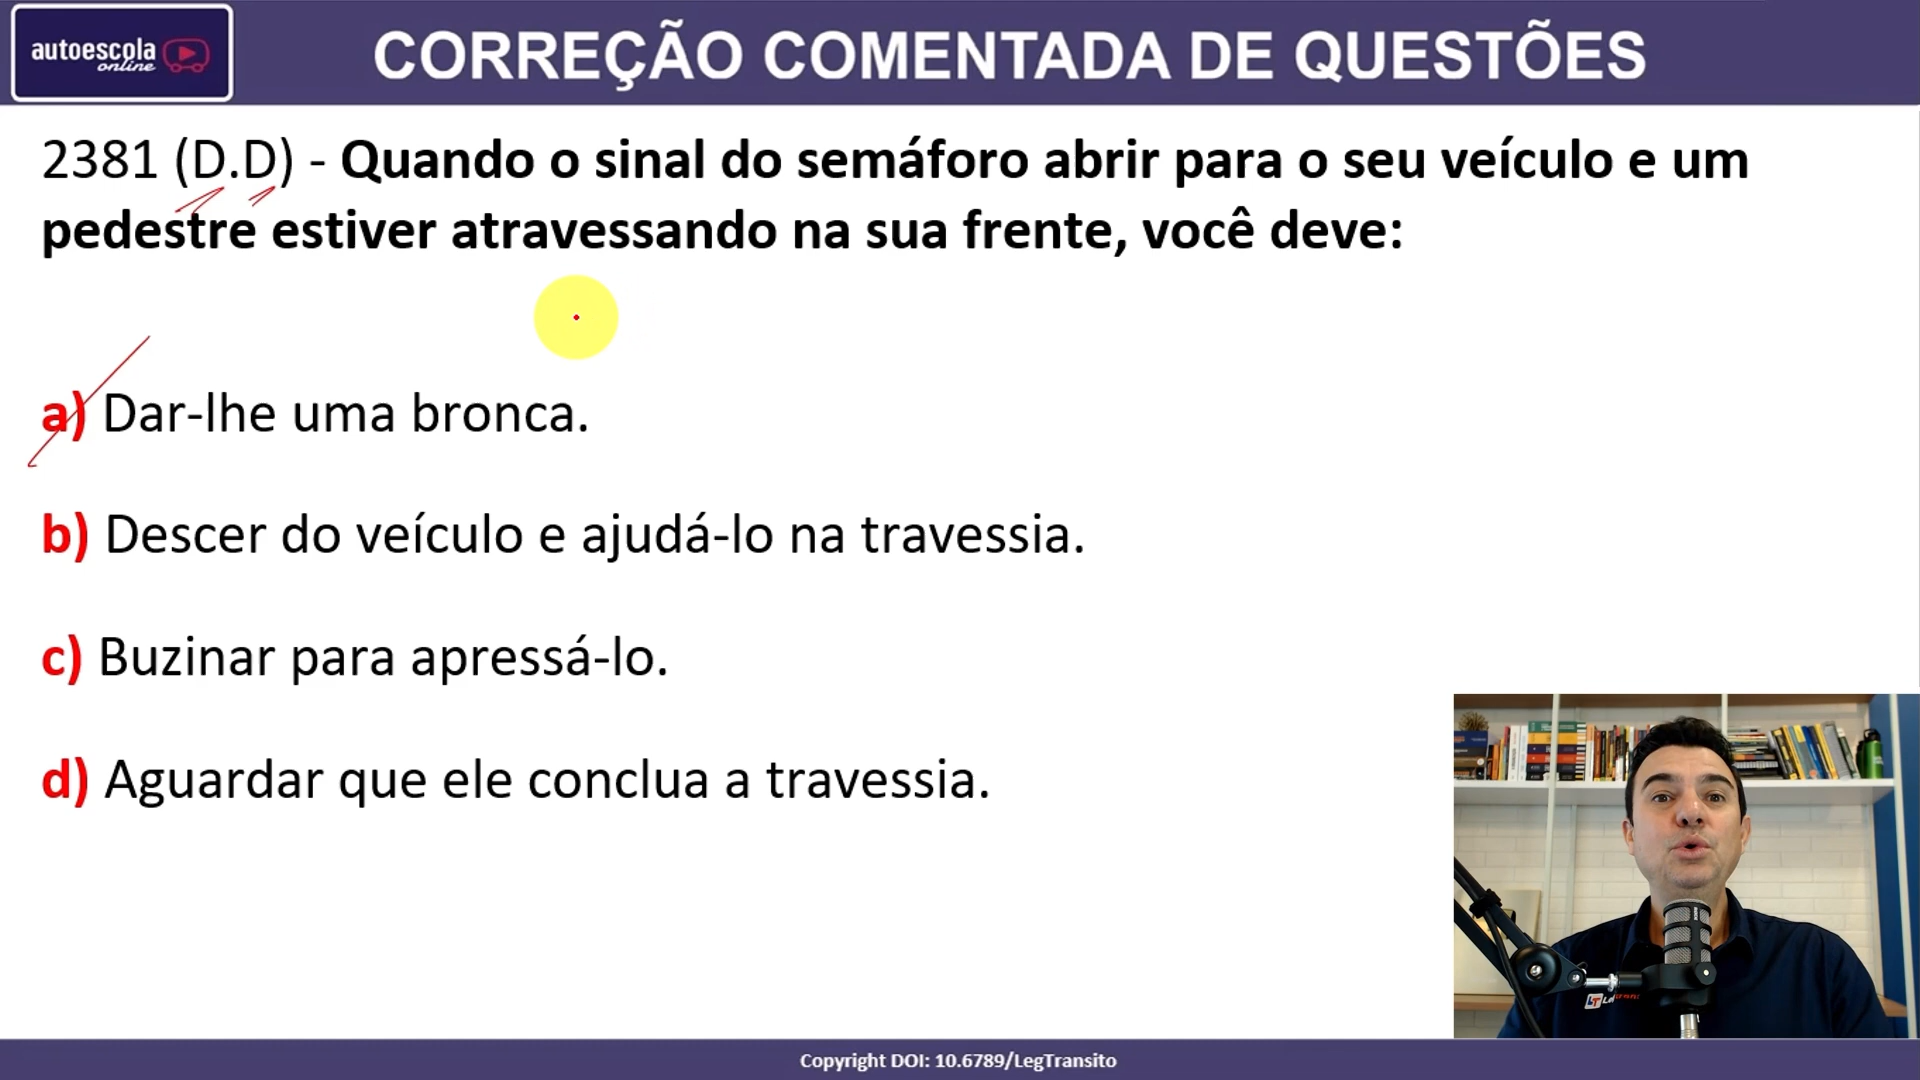 autoescola
online
CORREÇÃO COMENTADA DE QUESTÕES
2381 (D.D) - Quando o sinal do semáforo abrir para o seu veículo e um
pedestre estiver atravessando na sua frente, você deve:
a) Dar-lhe uma bronca.
b) Descer do veículo e ajudá-lo na travessia.
c) Buzinar para apressá-lo.
d) Aguardar que ele conclua a travessia.
Copyright DOI: 10.6789/LegTransito